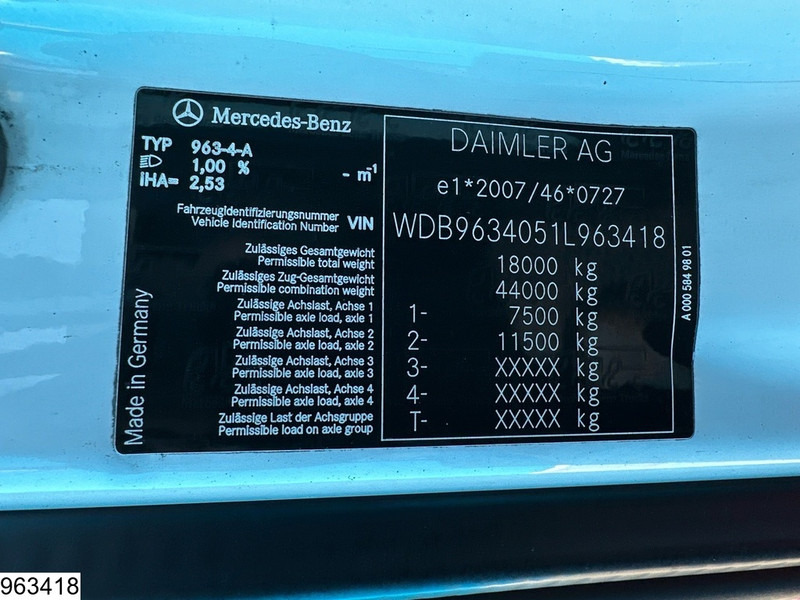 Mercedes-Benz
TYP 963-4-A
1,00 %
iHA= 2,53
- m⁻¹
DAIMLER AG
e1*2007/46*0727
Fahrzeugidentifizierungsnummer
Vehicle Identification Number VIN WDB9634051L963418
Zulässiges Gesamtgewicht
Permissible total weight 18000 kg
Zulässiges Zug-Gesamtgewicht
Permissible combination weight 44000 kg
Zulässige Achslast, Achse 1
Permissible axle load, axle 1 1- 7500 kg
Zulässige Achslast, Achse 2
Permissible axle load, axle 2 2- 11500 kg
Zulässige Achslast, Achse 3
Permissible axle load, axle 3 3- XXXXX kg
Zulässige Achslast, Achse 4
Permissible axle load, axle 4 4- XXXXX kg
Zulässige Last der Achsgruppe
Permissible load on axle group T- XXXXX kg
Made in Germany
A 000 584 98 01
963418